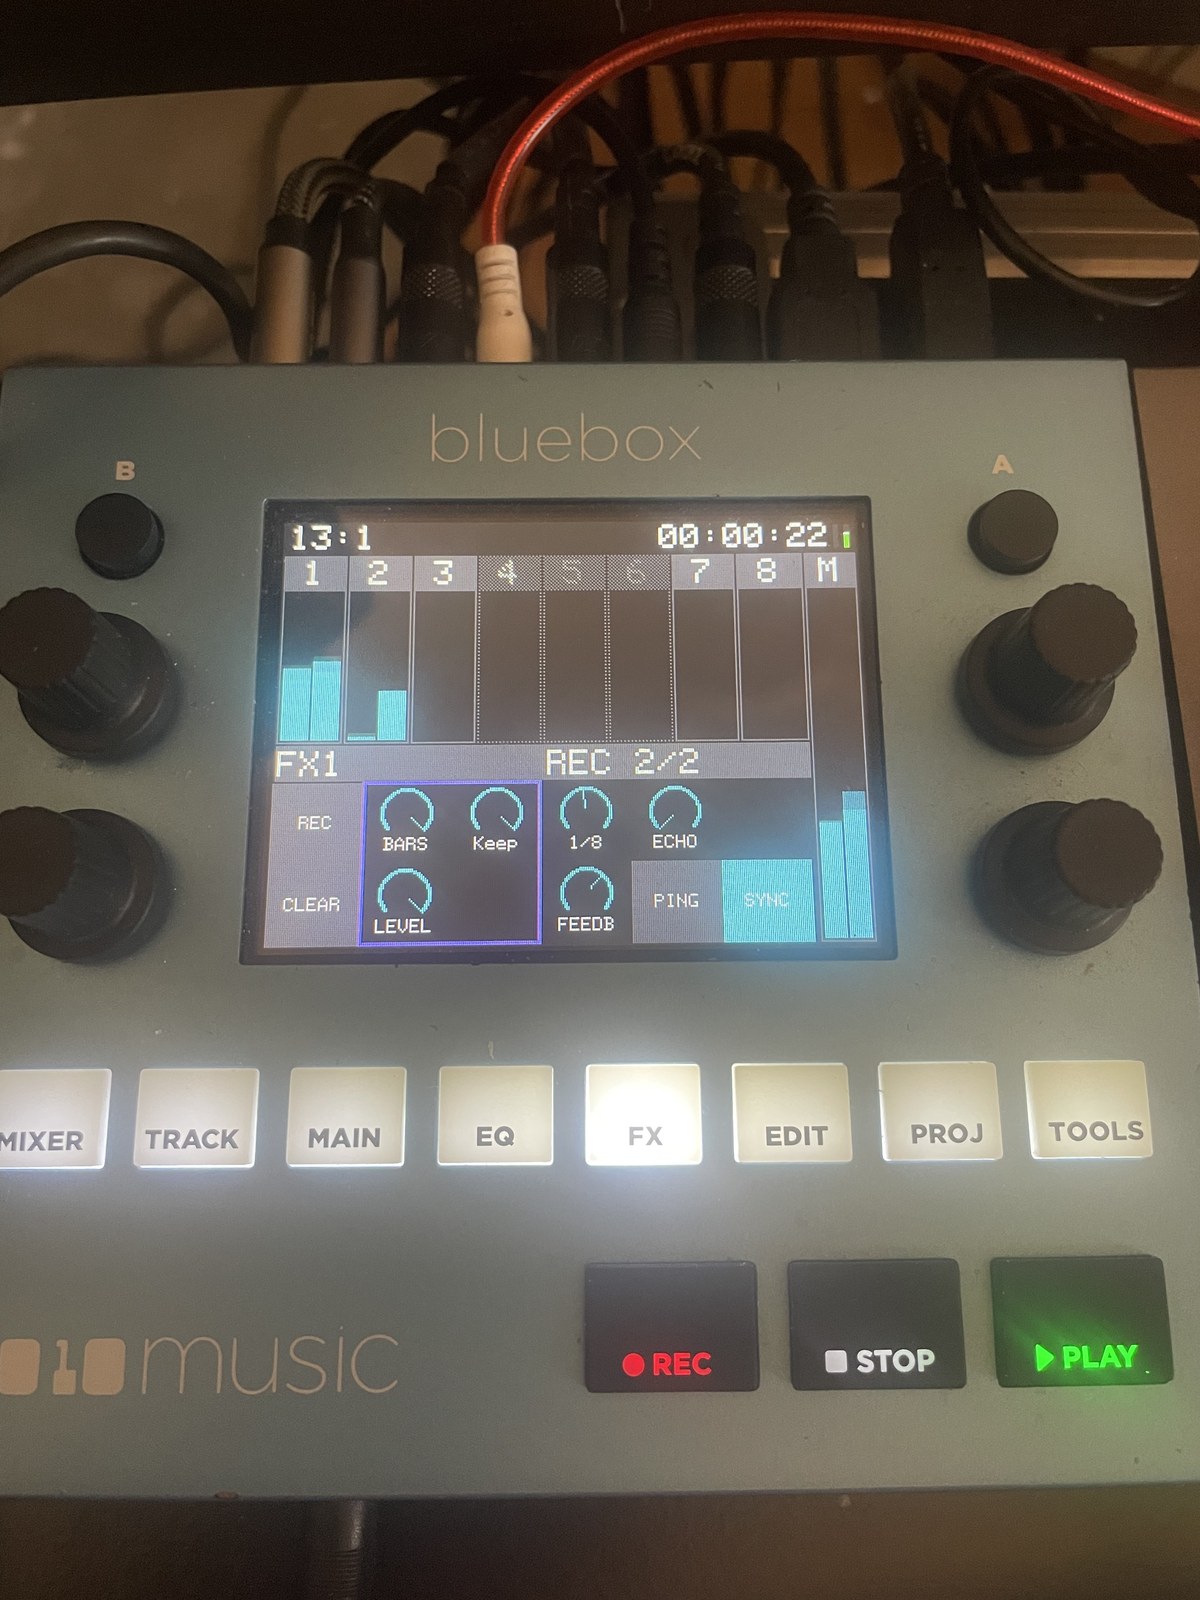 bluebox
B
A
13:1 00:00:22
1 2 3 4 5 6 7 8 M
FX1 REC 2/2
REC BARS Keep 1/8 ECHO
CLEAR LEVEL FEEDB PING SYNC
MIXER TRACK MAIN EQ FX EDIT PROJ TOOLS
REC STOP PLAY
010music